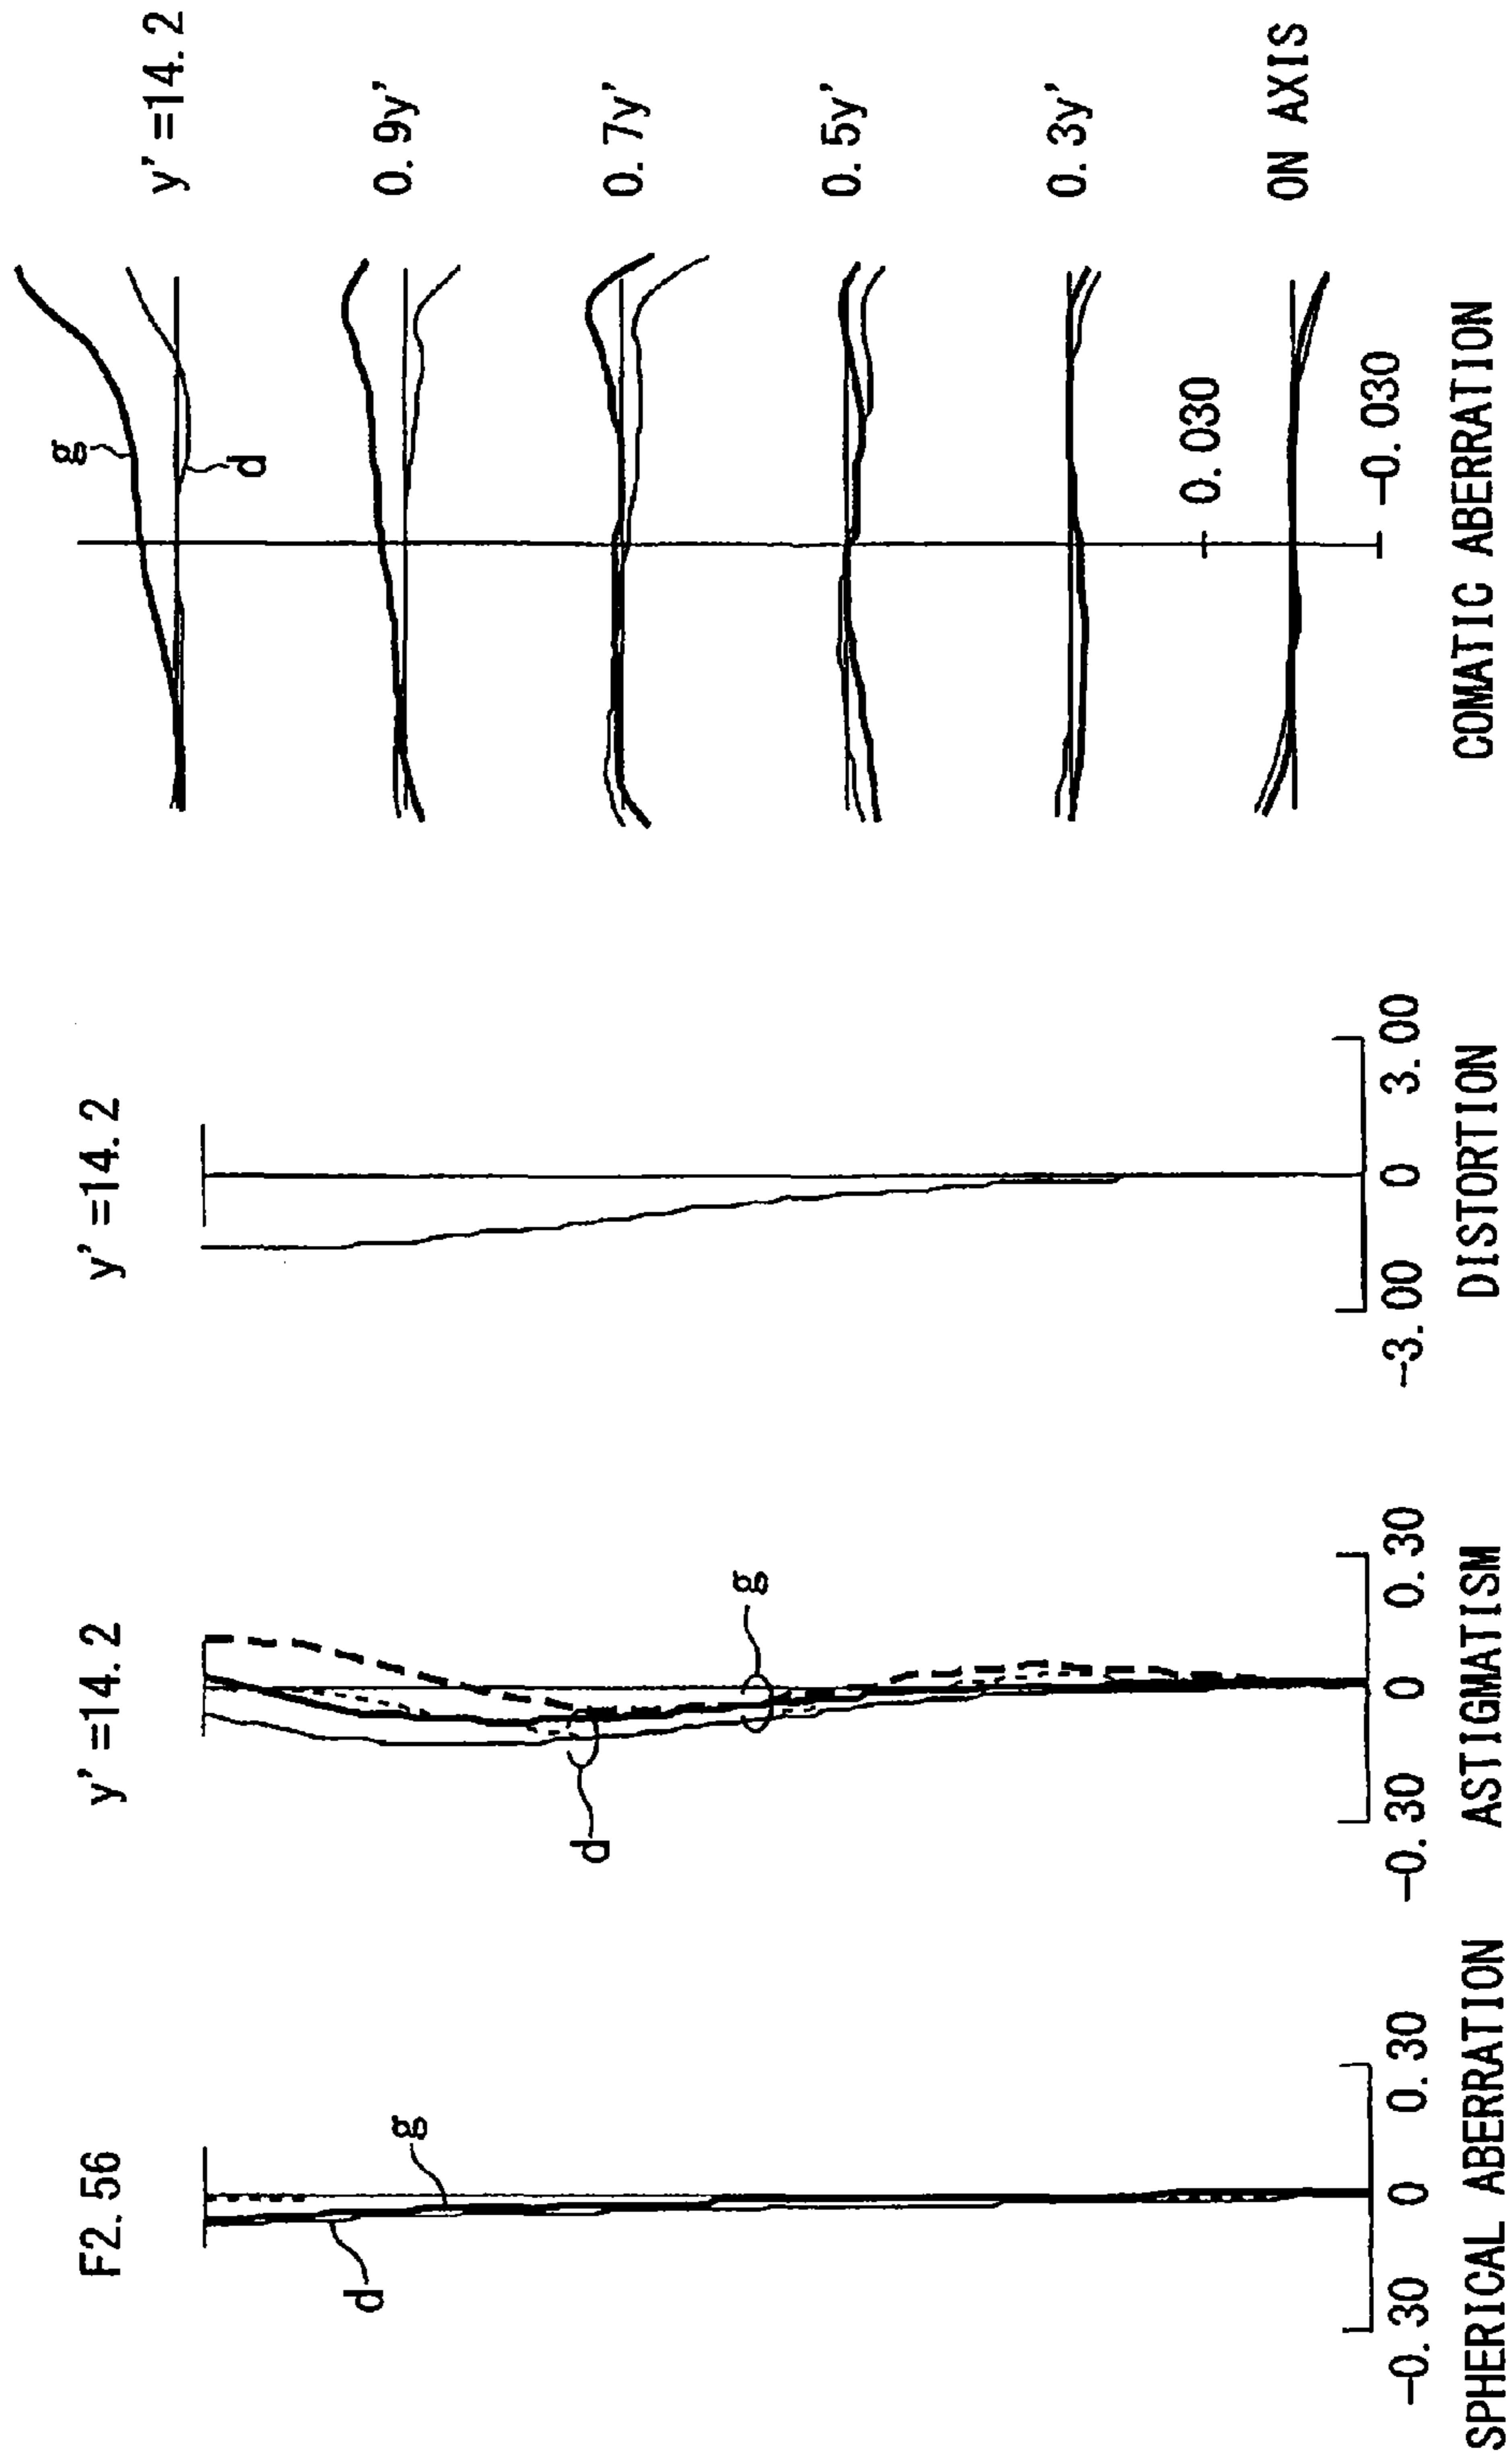 F2.56
g
d
-0.30 0 0.30
SPHERICAL ABERRATION
y'=14.2
g
d
-0.30 0 0.30
ASTIGMATISM
y'=14.2
-3.00 0 3.00
DISTORTION
g
d
y'=14.2
0.9y'
0.7y'
0.5y'
0.3y'
0.030
ON AXIS
-0.030
COMATIC ABERRATION